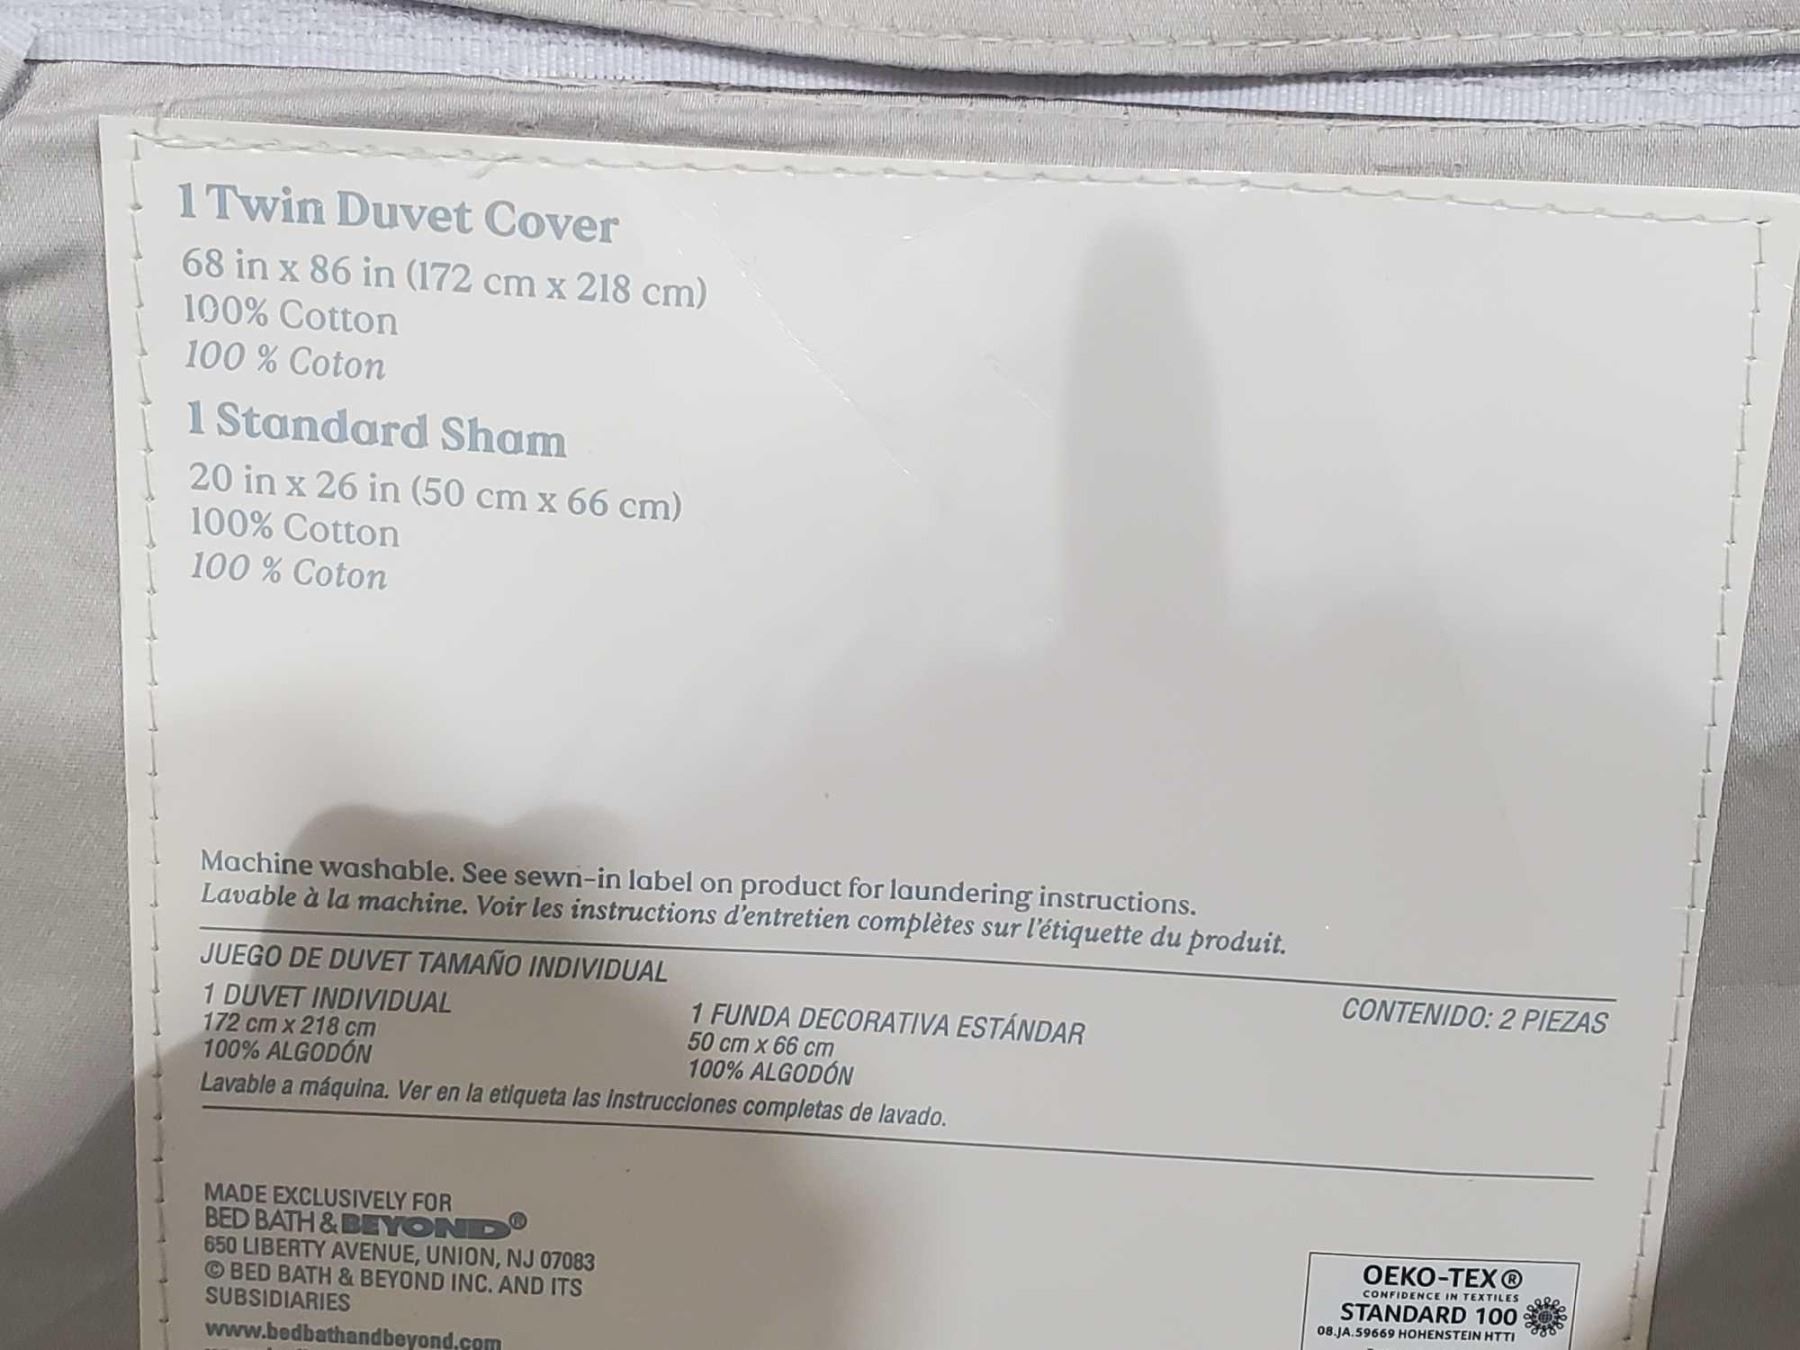 1 Twin Duvet Cover
68 in x 86 in (172 cm x 218 cm)
100% Cotton
100 % Coton
1 Standard Sham
20 in x 26 in (50 cm x 66 cm)
100% Cotton
100 % Coton
Machine washable. See sewn-in label on product for laundering instructions.
Lavable à la machine. Voir les instructions d'entretien complètes sur l'étiquette du produit.
JUEGO DE DUVET TAMAÑO INDIVIDUAL
CONTENIDO: 2 PIEZAS
1 DUVET INDIVIDUAL
172 cm x 218 cm
100% ALGODÓN
1 FUNDA DECORATIVA ESTÁNDAR
50 cm x 66 cm
100% ALGODÓN
Lavable a máquina. Ver en la etiqueta las instrucciones completas de lavado.
MADE EXCLUSIVELY FOR
BED BATH & BEYOND®
650 LIBERTY AVENUE, UNION, NJ 07083
© BED BATH & BEYOND INC. AND ITS
SUBSIDIARIES
www.bedbathandbeyond.com
OEKO-TEX®
CONFIDENCE IN TEXTILES
STANDARD 100
08.JA.59669 HOHENSTEIN HTTI